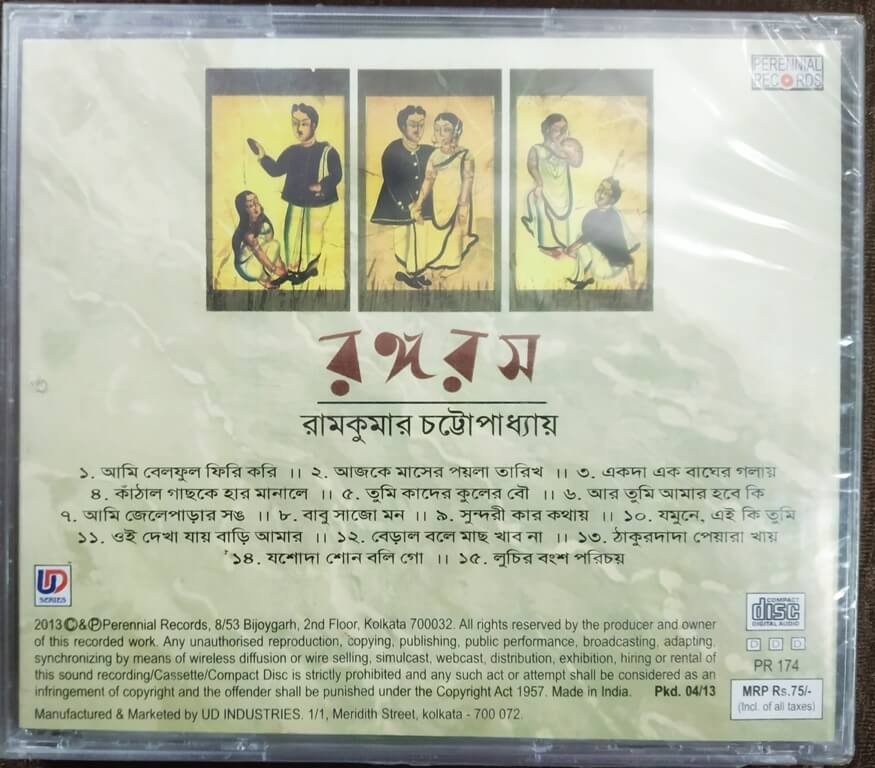 PERENNIAL
RECORDS
রঙ্গরস
রামকুমার চট্টোপাধ্যায়
১. আমি বেলফুল ফিরি করি ।। ২. আজকে মাসের পয়লা তারিখ ।। ৩. একদা এক বাঘের গলায়
৪. কাঁঠাল গাছকে হার মানালে ।। ৫. তুমি কাদের কুলের বৌ ।। ৬. আর তুমি আমার হবে কি
৭. আমি জেলেপাড়ার সঙ ।। ৮. বাবু সাজো মন ।। ৯. সুন্দরী কার কথায় ।। ১০. যমুনে, এই কি তুমি
১১. ওই দেখা যায় বাড়ি আমার ।। ১২. বেড়াল বলে মাছ খাব না ।। ১৩. ঠাকুরদাদা পেয়ারা খায়
১৪. যশোদা শোন বলি গো ।। ১৫. লুচির বংশ পরিচয়
UD
SERIES
COMPACT
disc
DIGITAL AUDIO
D D D
PR 174
2013 © & ℗ Perennial Records, 8/53 Bijoygarh, 2nd Floor, Kolkata 700032. All rights reserved by the producer and owner
of this recorded work. Any unauthorised reproduction, copying, publishing, public performance, broadcasting, adapting,
synchronizing by means of wireless diffusion or wire selling, simulcast, webcast, distribution, exhibition, hiring or rental of
this sound recording/Cassette/Compact Disc is strictly prohibited and any such act or attempt shall be considered as an
infringement of copyright and the offender shall be punished under the Copyright Act 1957. Made in India. Pkd. 04/13
Manufactured & Marketed by UD INDUSTRIES. 1/1, Meridith Street, kolkata - 700 072.
MRP Rs.75/-
(Incl. of all taxes)